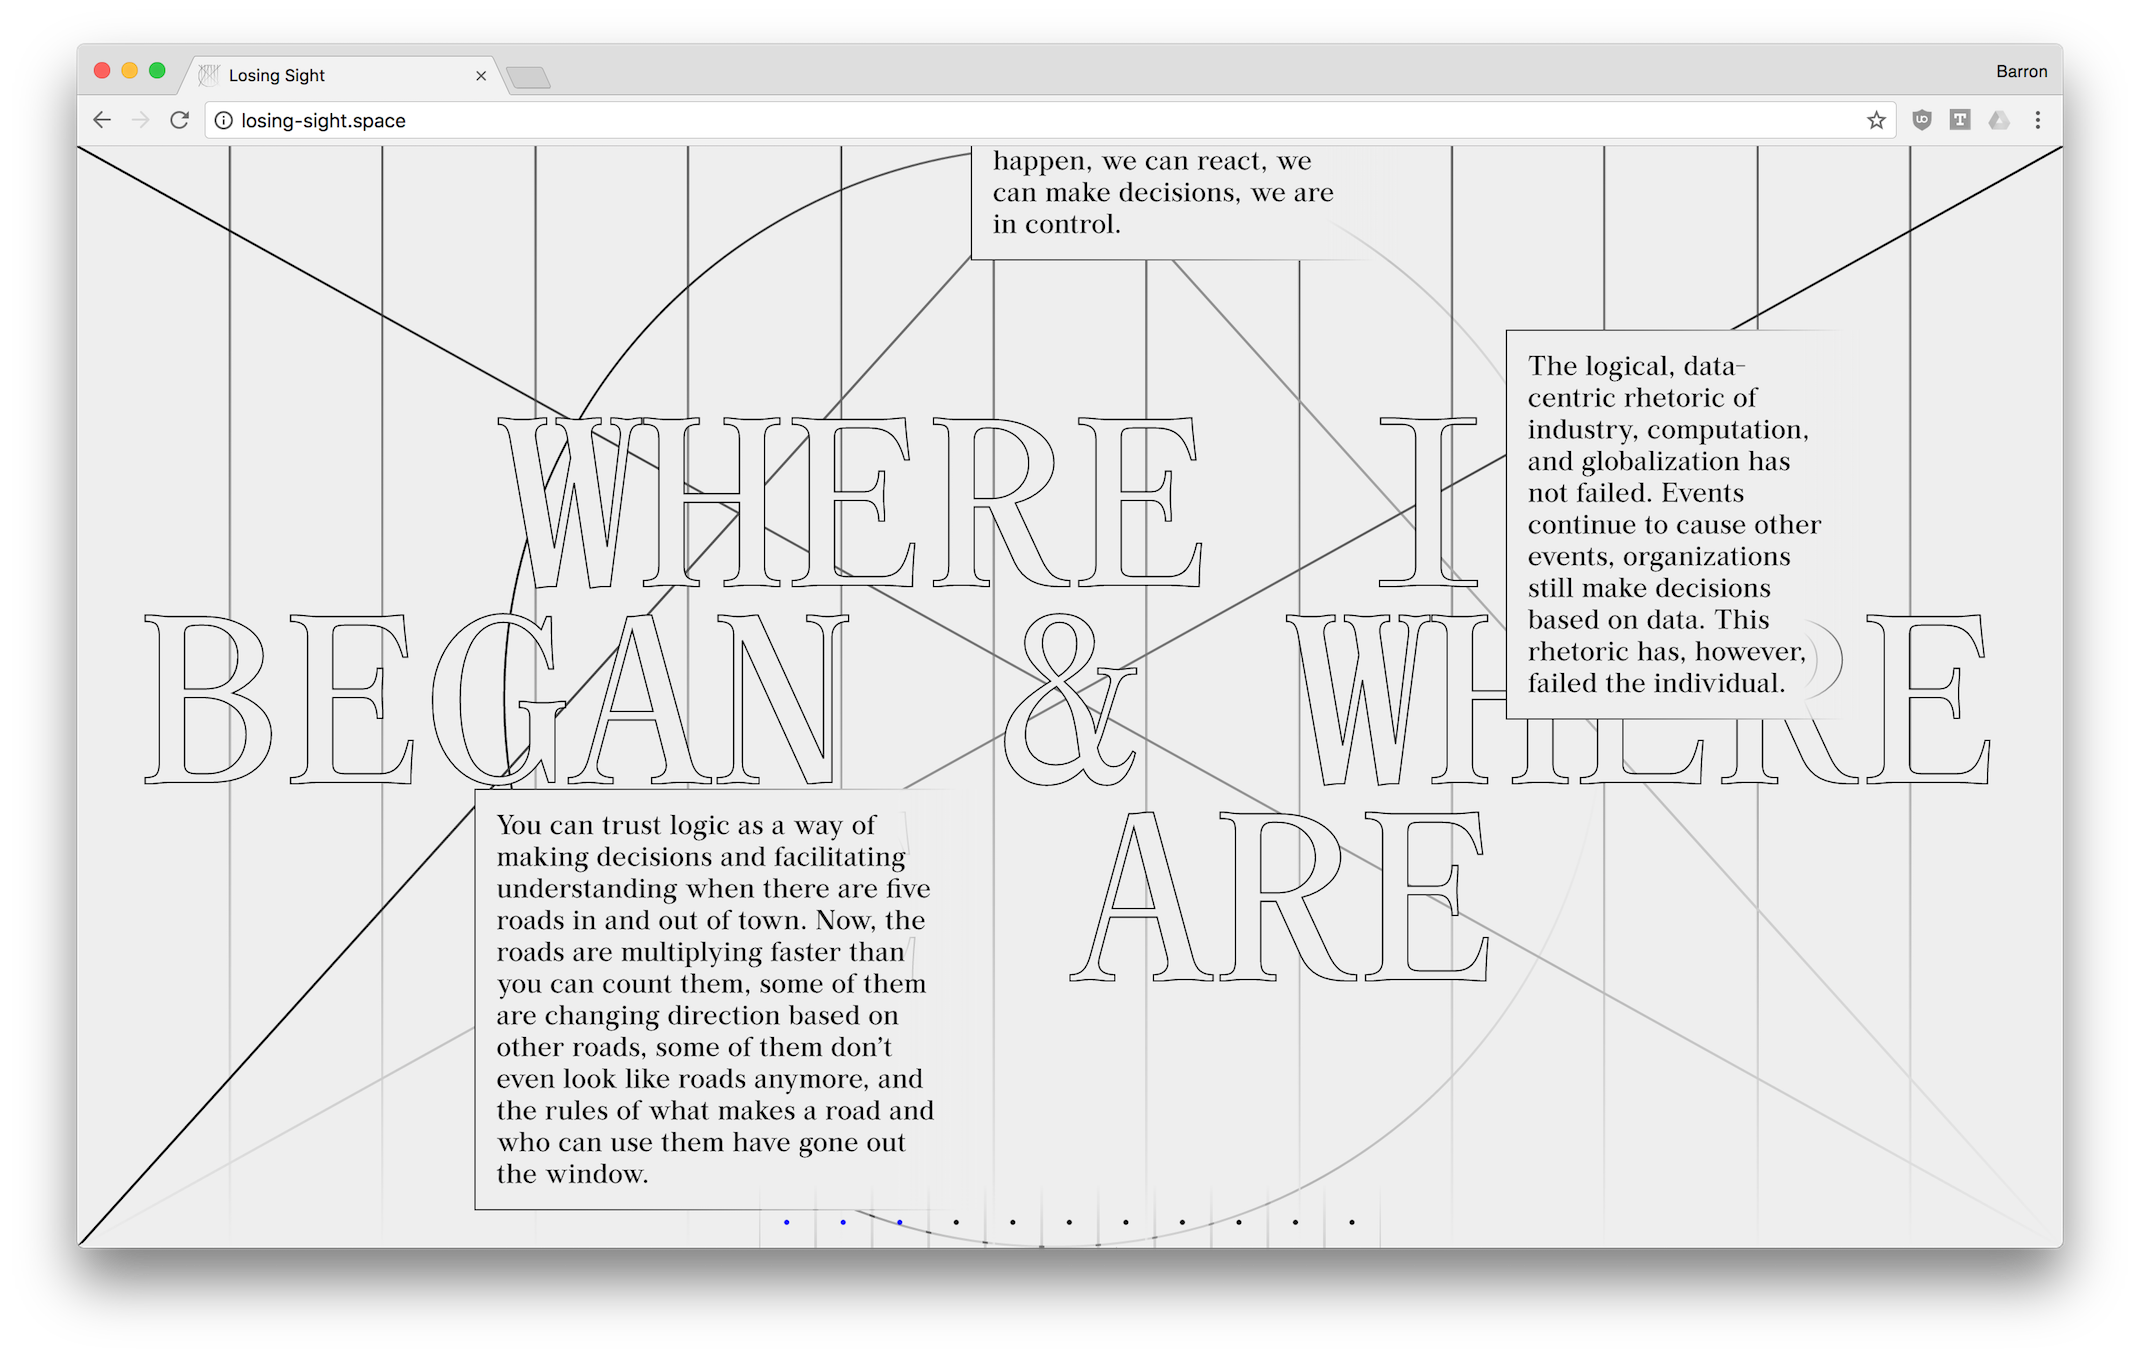 Losing Sight
Barron
losing-sight.space
happen, we can react, we
can make decisions, we are
in control.
WHERE I
BEGAN & WHERE
ARE
The logical, data-
centric rhetoric of
industry, computation,
and globalization has
not failed. Events
continue to cause other
events, organizations
still make decisions
based on data. This
rhetoric has, however,
failed the individual.
You can trust logic as a way of
making decisions and facilitating
understanding when there are five
roads in and out of town. Now, the
roads are multiplying faster than
you can count them, some of them
are changing direction based on
other roads, some of them don’t
even look like roads anymore, and
the rules of what makes a road and
who can use them have gone out
the window.